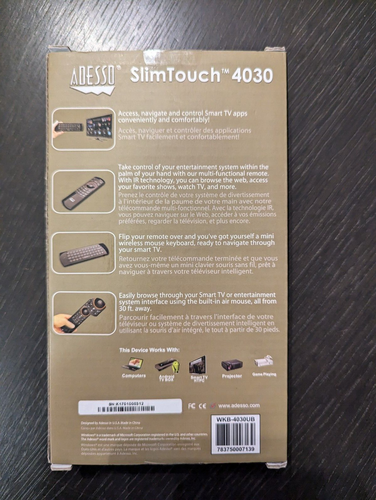 ADESSO™ SlimTouch™ 4030
Access, navigate and control Smart TV apps
conveniently and comfortably!
Accès, naviguer et contrôler des applications
Smart TV facilement et confortablement!
Take control of your entertainment system within the
palm of your hand with our multi-functional remote.
With IR technology, you can browse the web, access
your favorite shows, watch TV, and more.
Prenez le contrôle de votre système de divertissement
à l'intérieur de la paume de votre main avec notre
télécommande multi-fonctionnel. Avec la technologie IR,
vous pouvez naviguer sur le Web, accéder à vos émissions
préférées, regarder la télévision, et plus encore.
Flip your remote over and you've got yourself a mini
wireless mouse keyboard, ready to navigate through
your smart TV.
Retournez votre télécommande terminée et que vous
avez vous-même un mini clavier souris sans fil, prêt à
naviguer à travers votre téléviseur intelligent.
Easily browse through your Smart TV or entertainment
system interface using the built-in air mouse, all from
30 ft. away.
Parcourir facilement à travers l'interface de votre
téléviseur ou système de divertissement intelligent en
utilisant la souris d'air intégré, le tout à partir de 30 pieds.
This Device Works With:
Computers
Smart TV
Projector
Game Playing
FC CE
www.adesso.com
WKB-4030UB
783750007139